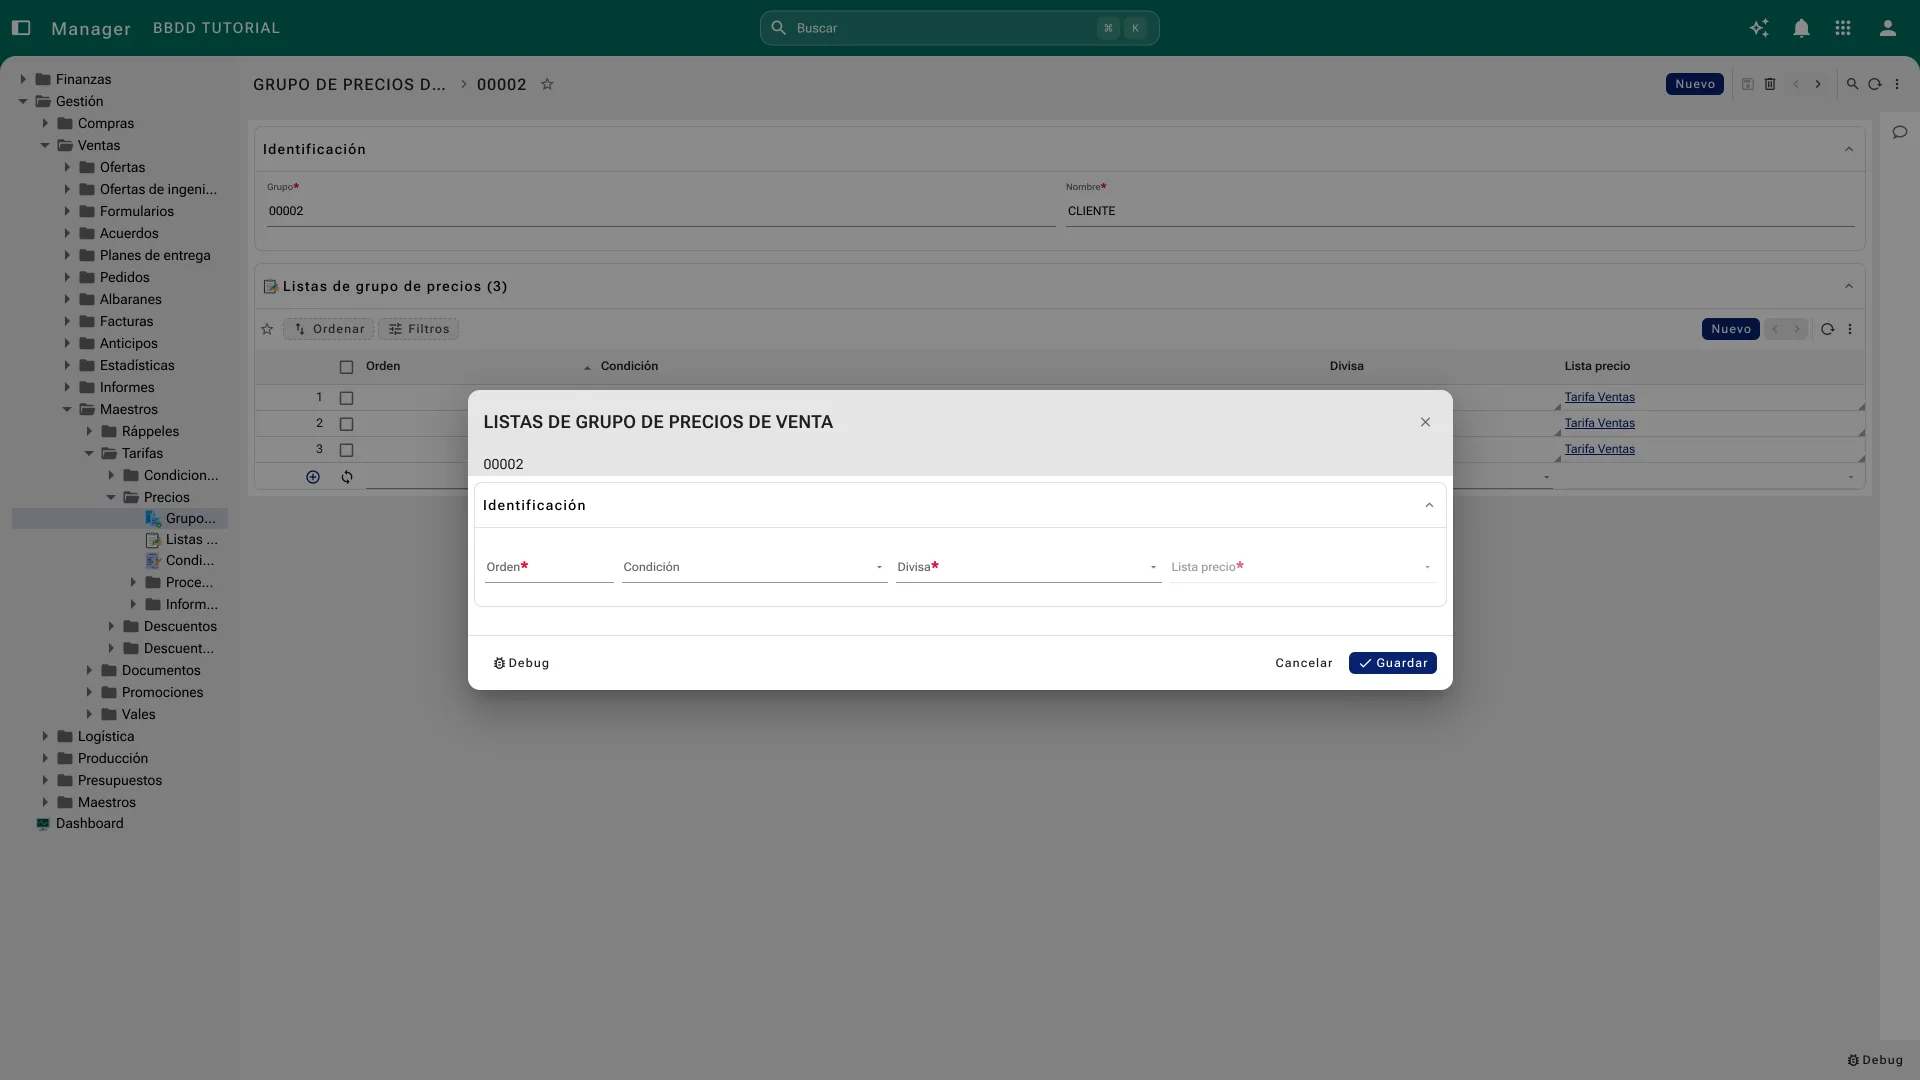 Manager
BBDD TUTORIAL
Buscar
⌘ K
Finanzas
Gestión
Compras
Ventas
Ofertas
Ofertas de ingeni...
Formularios
Acuerdos
Planes de entrega
Pedidos
Albaranes
Facturas
Anticipos
Estadísticas
Informes
Maestros
Ráppeles
Tarifas
Condicion...
Precios
Grupo...
Listas ...
Condi...
Proce...
Inform...
Descuentos
Descuent...
Documentos
Promociones
Vales
Logística
Producción
Presupuestos
Maestros
Dashboard
GRUPO DE PRECIOS D... > 00002
Nuevo
Identificación
Grupo* Nombre*
00002 CLIENTE
Listas de grupo de precios (3)
Ordenar Filtros Nuevo
Orden Condición Divisa Lista precio
1 Tarifa Ventas
2 Tarifa Ventas
3 Tarifa Ventas
LISTAS DE GRUPO DE PRECIOS DE VENTA
00002
Identificación
Orden* Condición Divisa* Lista precio*
Debug Cancelar Guardar
Debug